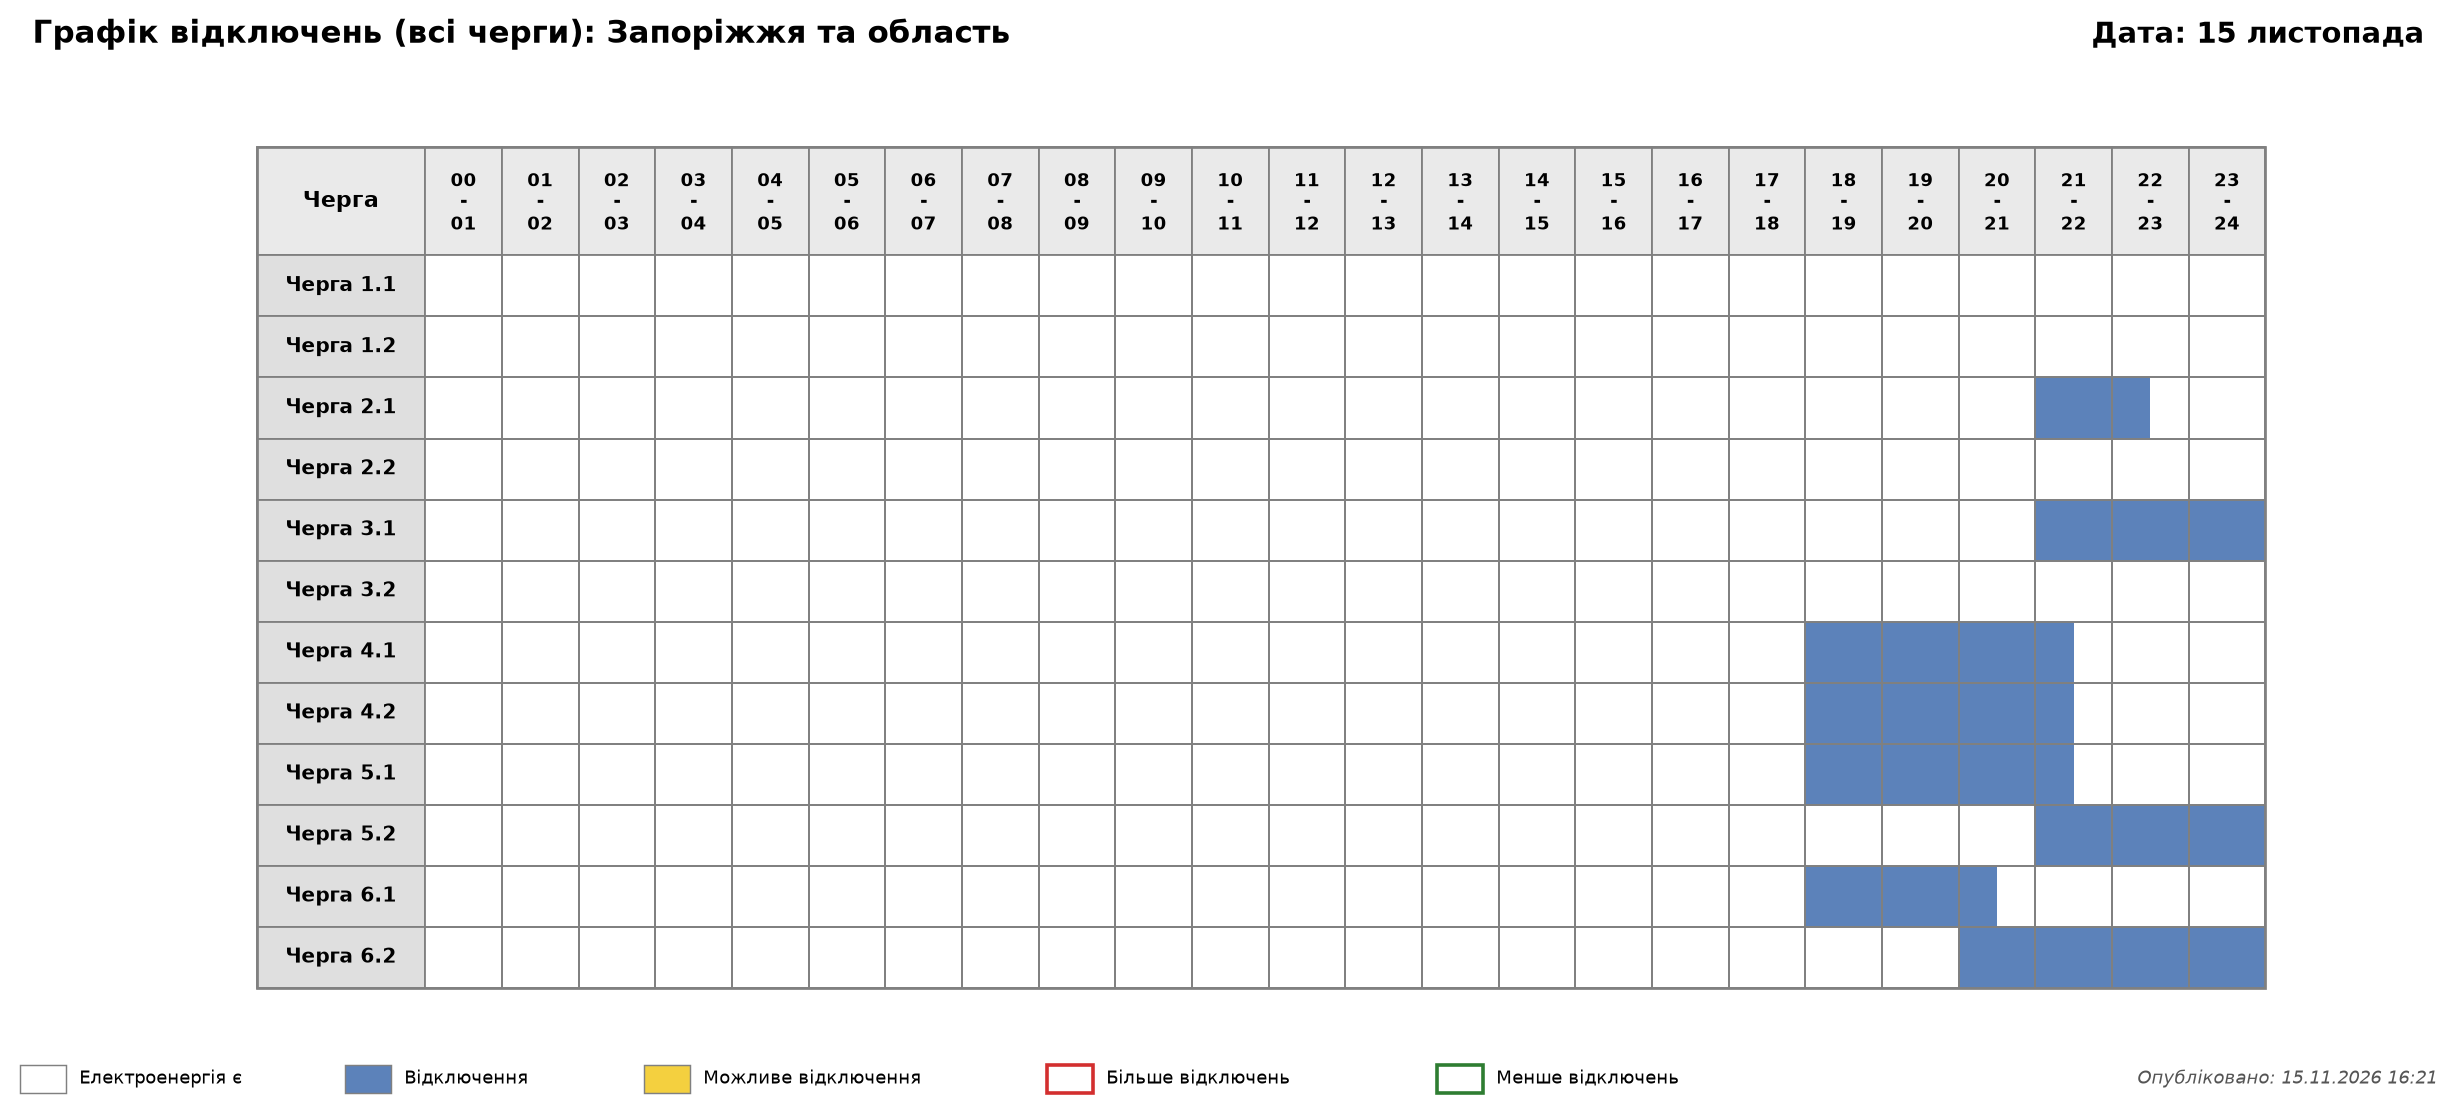 Графік відключень (всі черги): Запоріжжя та область
Дата: 15 листопада
Черга 00 - 01 01 - 02 02 - 03 03 - 04 04 - 05 05 - 06 06 - 07 07 - 08 08 - 09 09 - 10 10 - 11 11 - 12 12 - 13 13 - 14 14 - 15 15 - 16 16 - 17 17 - 18 18 - 19 19 - 20 20 - 21 21 - 22 22 - 23 23 - 24
Черга 1.1
Черга 1.2
Черга 2.1
Черга 2.2
Черга 3.1
Черга 3.2
Черга 4.1
Черга 4.2
Черга 5.1
Черга 5.2
Черга 6.1
Черга 6.2
Електроенергія є
Відключення
Можливе відключення
Більше відключень
Менше відключень
Опубліковано: 15.11.2026 16:21